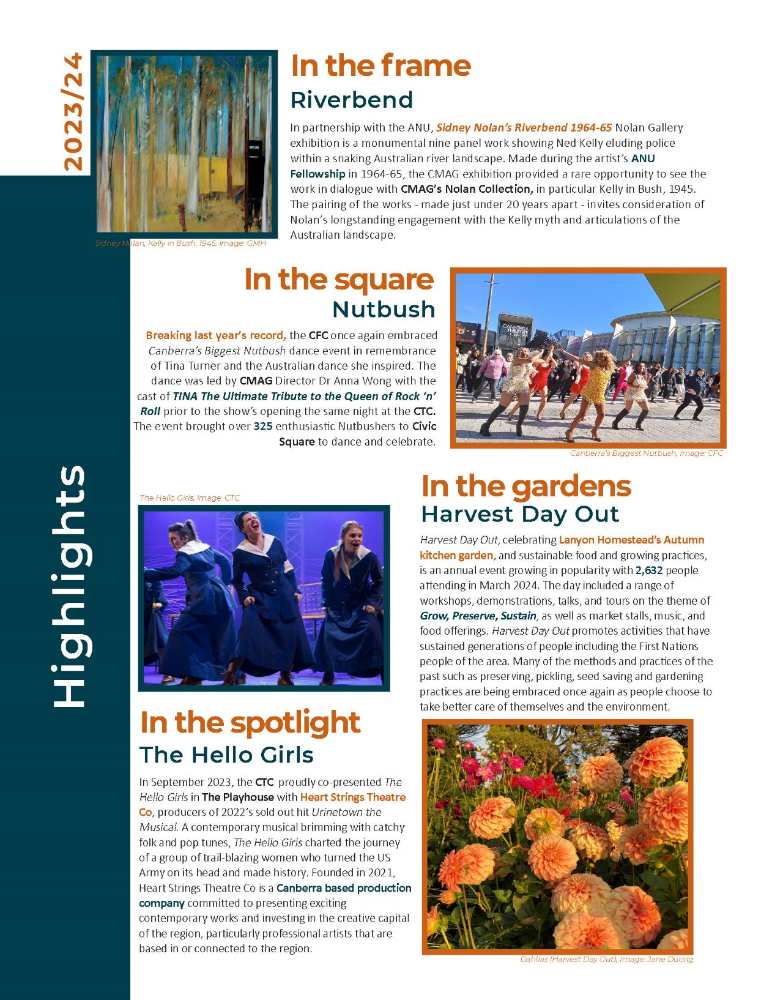 2023/24
Highlights
In the frame
Riverbend
In partnership with the ANU, Sidney Nolan's Riverbend 1964-65 Nolan Gallery
exhibition is a monumental nine panel work showing Ned Kelly eluding police
within a snaking Australian river landscape. Made during the artist's ANU
Fellowship in 1964-65, the CMAG exhibition provided a rare opportunity to see the
work in dialogue with CMAG's Nolan Collection, in particular Kelly in Bush, 1945.
The pairing of the works - made just under 20 years apart - invites consideration of
Nolan's longstanding engagement with the Kelly myth and articulations of the
Australian landscape.
Sidney Nolan, Kelly in Bush, 1945, Image: GMH
In the square
Nutbush
Breaking last year's record, the CFC once again embraced
Canberra's Biggest Nutbush dance event in remembrance
of Tina Turner and the Australian dance she inspired. The
dance was led by CMAG Director Dr Anna Wong with the
cast of TINA The Ultimate Tribute to the Queen of Rock 'n'
Roll prior to the show's opening the same night at the CTC.
The event brought over 325 enthusiastic Nutbushers to Civic
Square to dance and celebrate.
CANBERRA
THEATRE
CENTRE
Canberra's Biggest Nutbush, Image: CFC
The Hello Girls, Image: CTC
In the spotlight
The Hello Girls
In September 2023, the CTC proudly co-presented The
Hello Girls in The Playhouse with Heart Strings Theatre
Co, producers of 2022's sold out hit Urinetown the
Musical. A contemporary musical brimming with catchy
folk and pop tunes, The Hello Girls charted the journey
of a group of trail-blazing women who turned the US
Army on its head and made history. Founded in 2021,
Heart Strings Theatre Co is a Canberra based production
company committed to presenting exciting
contemporary works and investing in the creative capital
of the region, particularly professional artists that are
based in or connected to the region.
In the gardens
Harvest Day Out
Harvest Day Out, celebrating Lanyon Homestead's Autumn
kitchen garden, and sustainable food and growing practices,
is an annual event growing in popularity with 2,632 people
attending in March 2024. The day included a range of
workshops, demonstrations, talks, and tours on the theme of
Grow, Preserve, Sustain, as well as market stalls, music, and
food offerings. Harvest Day Out promotes activities that have
sustained generations of people including the First Nations
people of the area. Many of the methods and practices of the
past such as preserving, pickling, seed saving and gardening
practices are being embraced once again as people choose to
take better care of themselves and the environment.
Dahlias (Harvest Day Out), Image: Jane Duong